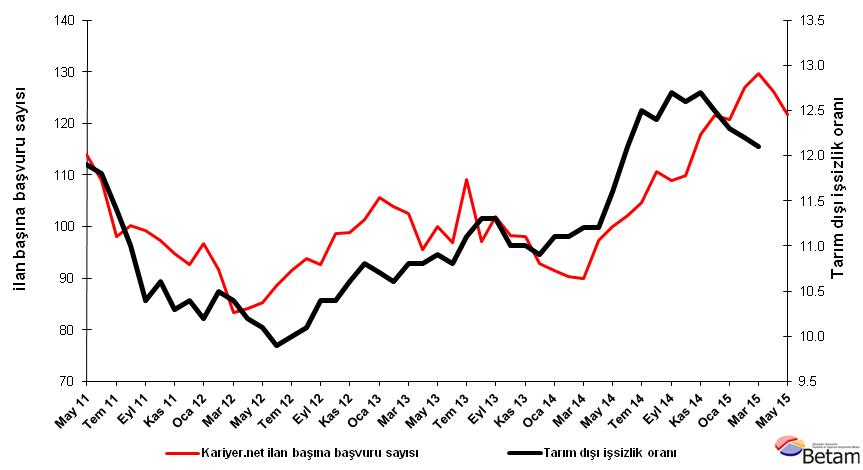 140
130
120
110
100
90
80
70
ilan başına başvuru sayısı
13.5
13.0
12.5
12.0
11.5
11.0
10.5
10.0
9.5
Tarım dışı işsizlik oranı
May 11
Tem 11
Eyl 11
Kas 11
Oca 12
Mar 12
May 12
Tem 12
Eyl 12
Kas 12
Oca 13
Mar 13
May 13
Tem 13
Eyl 13
Kas 13
Oca 14
Mar 14
May 14
Tem 14
Eyl 14
Kas 14
Oca 15
Mar 15
May 15
Kariyer.net ilan başına başvuru sayısı
Tarım dışı işsizlik oranı
Betam